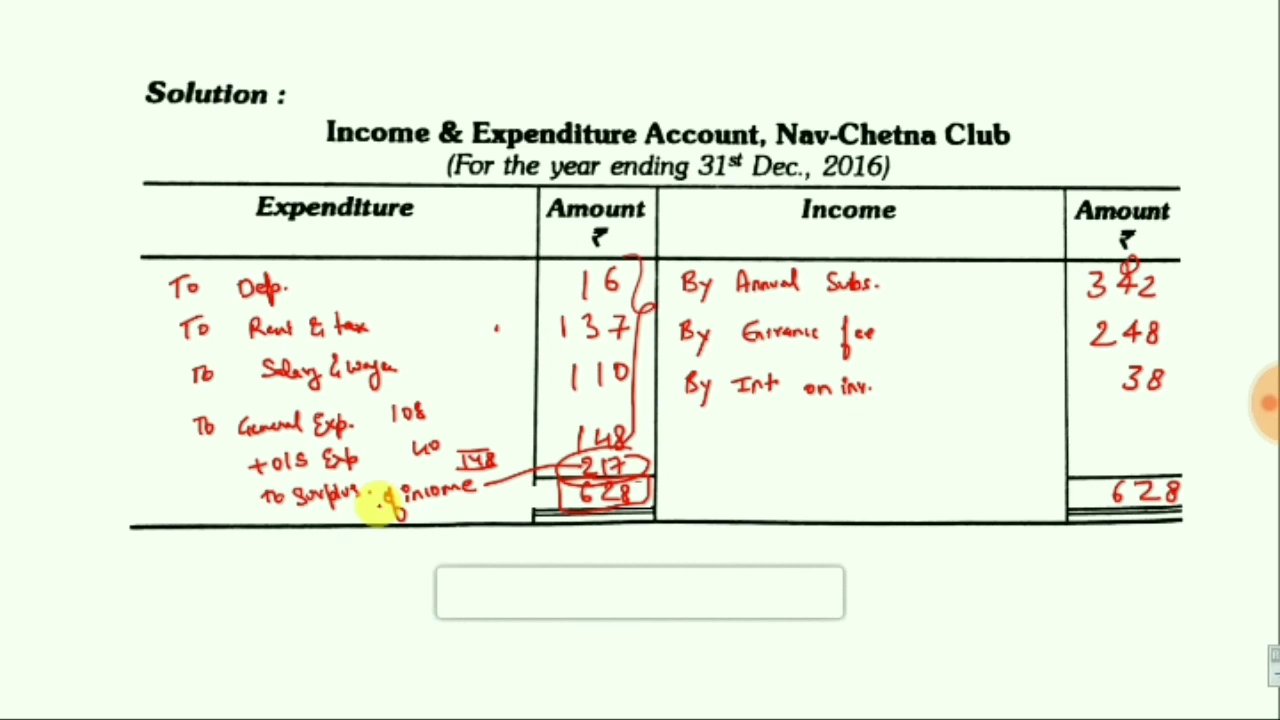 Solution :
Income & Expenditure Account, Nav-Chetna Club
(For the year ending 31st Dec., 2016)
Expenditure Amount ₹ Income Amount ₹
To Dep. 16 By Annual Subs. 342
To Rent & tax 137 By Entrance fee 248
To Salary & wages 110 By Int on inv. 38
To General Exp. 108
+ O/S Exp 40 148 148
To Surplus of income 217
628 628